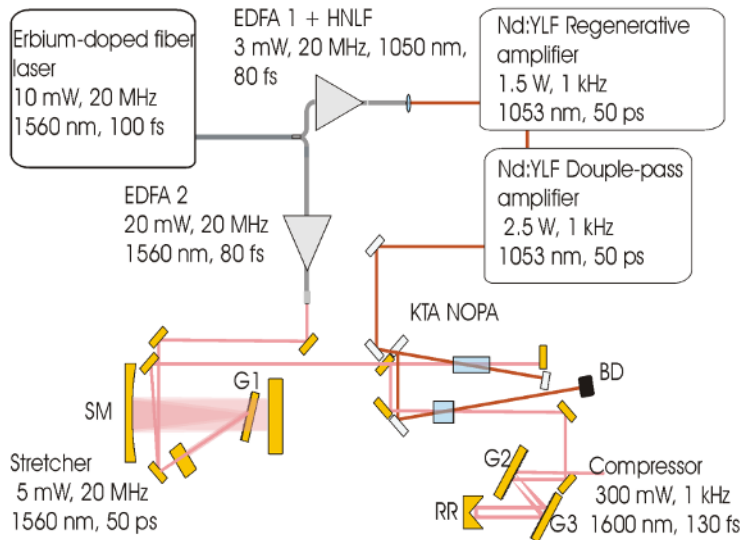 Erbium-doped fiber
laser
10 mW, 20 MHz
1560 nm, 100 fs
EDFA 1 + HNLF
3 mW, 20 MHz, 1050 nm,
80 fs
Nd:YLF Regenerative
amplifier
1.5 W, 1 kHz
1053 nm, 50 ps
Nd:YLF Douple-pass
amplifier
2.5 W, 1 kHz
1053 nm, 50 ps
EDFA 2
20 mW, 20 MHz
1560 nm, 80 fs
KTA NOPA
BD
G1
SM
Stretcher
5 mW, 20 MHz
1560 nm, 50 ps
G2
RR
G3
Compressor
300 mW, 1 kHz
1600 nm, 130 fs